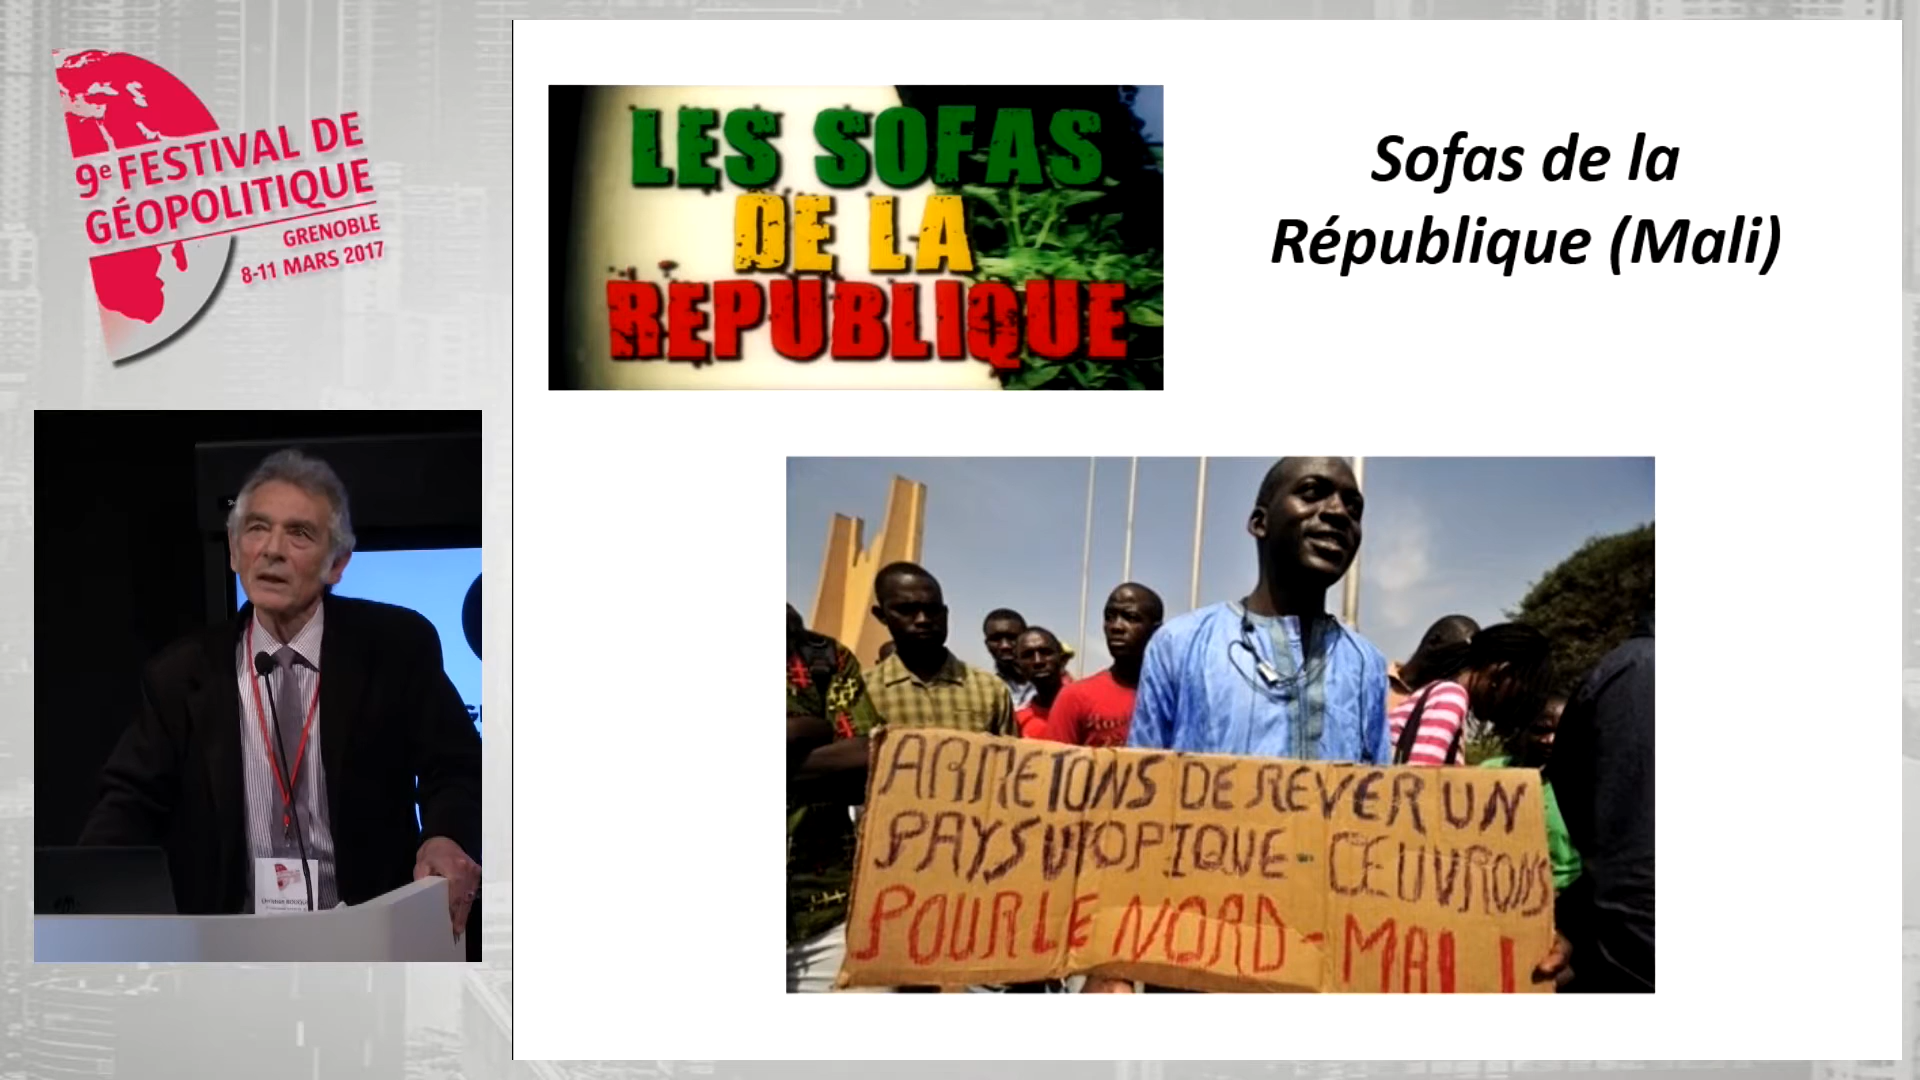 9e FESTIVAL DE
GÉOPOLITIQUE
GRENOBLE
8-11 MARS 2017
LES SOFAS
DE LA
REPUBLIQUE
Sofas de la
République (Mali)
ARRETONS DE REVER UN
PAYS UTOPIQUE - ŒUVRONS
POUR LE NORD - MALI